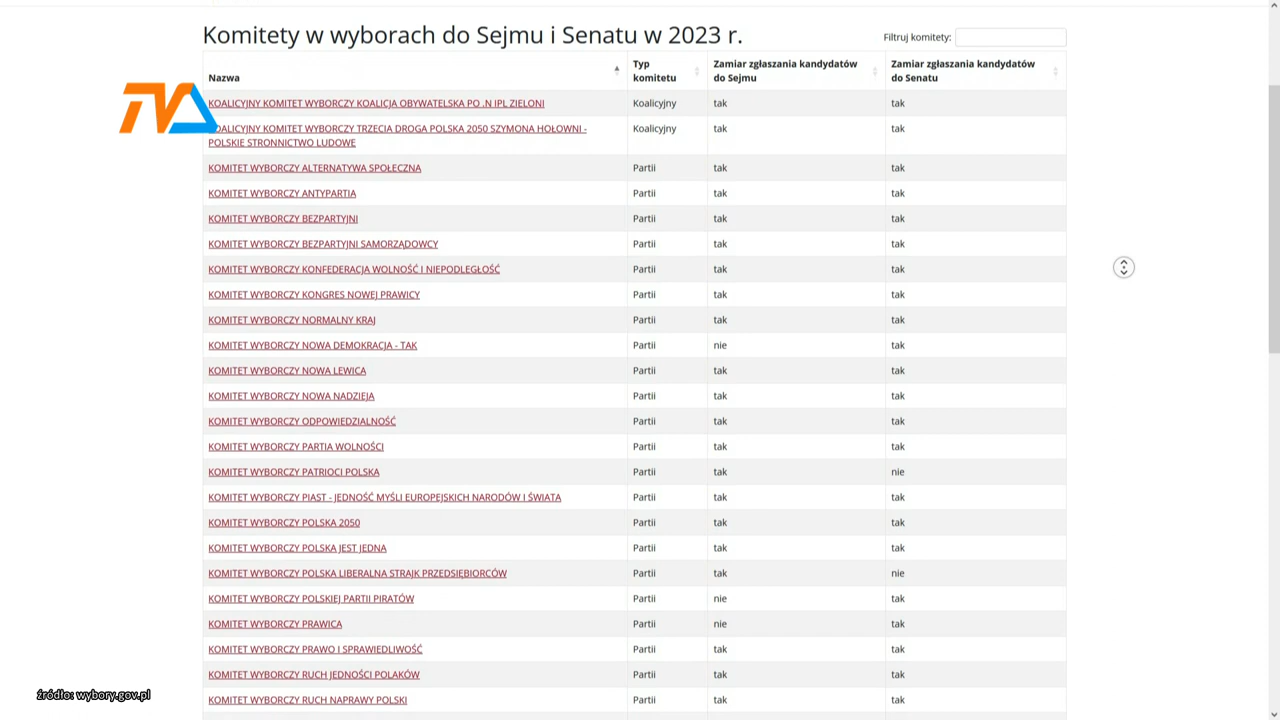 Komitety w wyborach do Sejmu i Senatu w 2023 r.
Filtruj komitety:
Nazwa
Typ komitetu
Zamiar zgłaszania kandydatów do Sejmu
Zamiar zgłaszania kandydatów do Senatu
TVA
KOALICYJNY KOMITET WYBORCZY KOALICJA OBYWATELSKA PO .N IPL ZIELONI Koalicyjny tak tak
KOALICYJNY KOMITET WYBORCZY TRZECIA DROGA POLSKA 2050 SZYMONA HOŁOWNI - Koalicyjny tak tak
POLSKIE STRONNICTWO LUDOWE
KOMITET WYBORCZY ALTERNATYWA SPOŁECZNA Partii tak tak
KOMITET WYBORCZY ANTYPARTIA Partii tak tak
KOMITET WYBORCZY BEZPARTYJNI Partii tak tak
KOMITET WYBORCZY BEZPARTYJNI SAMORZĄDOWCY Partii tak tak
KOMITET WYBORCZY KONFEDERACJA WOLNOŚĆ I NIEPODLEGŁOŚĆ Partii tak tak
KOMITET WYBORCZY KONGRES NOWEJ PRAWICY Partii tak tak
KOMITET WYBORCZY NORMALNY KRAJ Partii tak tak
KOMITET WYBORCZY NOWA DEMOKRACJA - TAK Partii nie tak
KOMITET WYBORCZY NOWA LEWICA Partii tak tak
KOMITET WYBORCZY NOWA NADZIEJA Partii tak tak
KOMITET WYBORCZY ODPOWIEDZIALNOŚĆ Partii tak tak
KOMITET WYBORCZY PARTIA WOLNOŚCI Partii tak tak
KOMITET WYBORCZY PATRIOCI POLSKA Partii tak nie
KOMITET WYBORCZY PIAST - JEDNOŚĆ MYŚLI EUROPEJSKICH NARODÓW I ŚWIATA Partii tak tak
KOMITET WYBORCZY POLSKA 2050 Partii tak tak
KOMITET WYBORCZY POLSKA JEST JEDNA Partii tak tak
KOMITET WYBORCZY POLSKA LIBERALNA STRAJK PRZEDSIĘBIORCÓW Partii tak nie
KOMITET WYBORCZY POLSKIEJ PARTII PIRATÓW Partii nie tak
KOMITET WYBORCZY PRAWICA Partii nie tak
KOMITET WYBORCZY PRAWO I SPRAWIEDLIWOŚĆ Partii tak tak
KOMITET WYBORCZY RUCH JEDNOŚCI POLAKÓW Partii tak tak
KOMITET WYBORCZY RUCH NAPRAWY POLSKI Partii tak tak
źródło: wybory.gov.pl